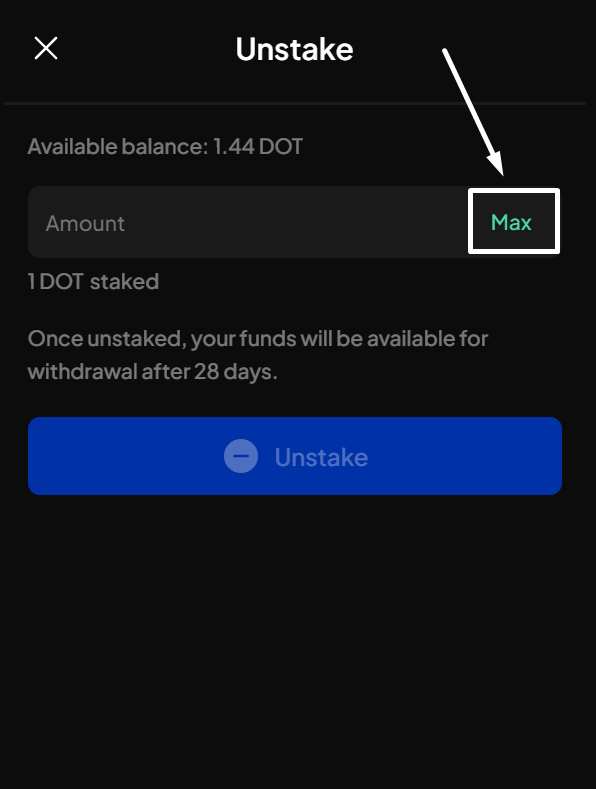 Unstake
Available balance: 1.44 DOT
Amount
Max
1 DOT staked
Once unstaked, your funds will be available for
withdrawal after 28 days.
Unstake